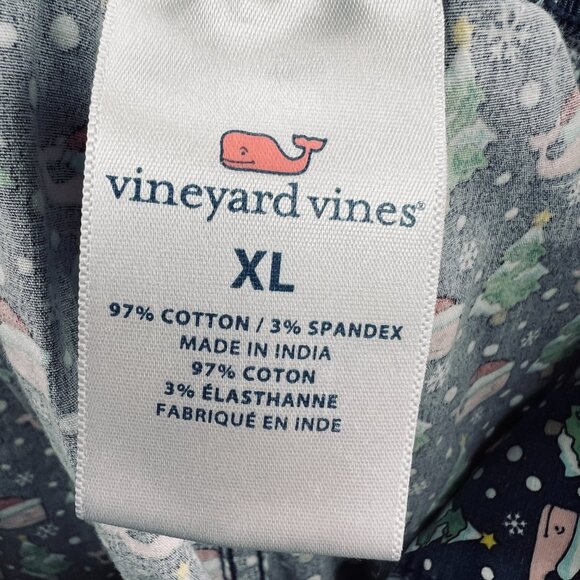 vineyard vines®
XL
97% COTTON / 3% SPANDEX
MADE IN INDIA
97% COTON
3% ÉLASTHANNE
FABRIQUÉ EN INDE